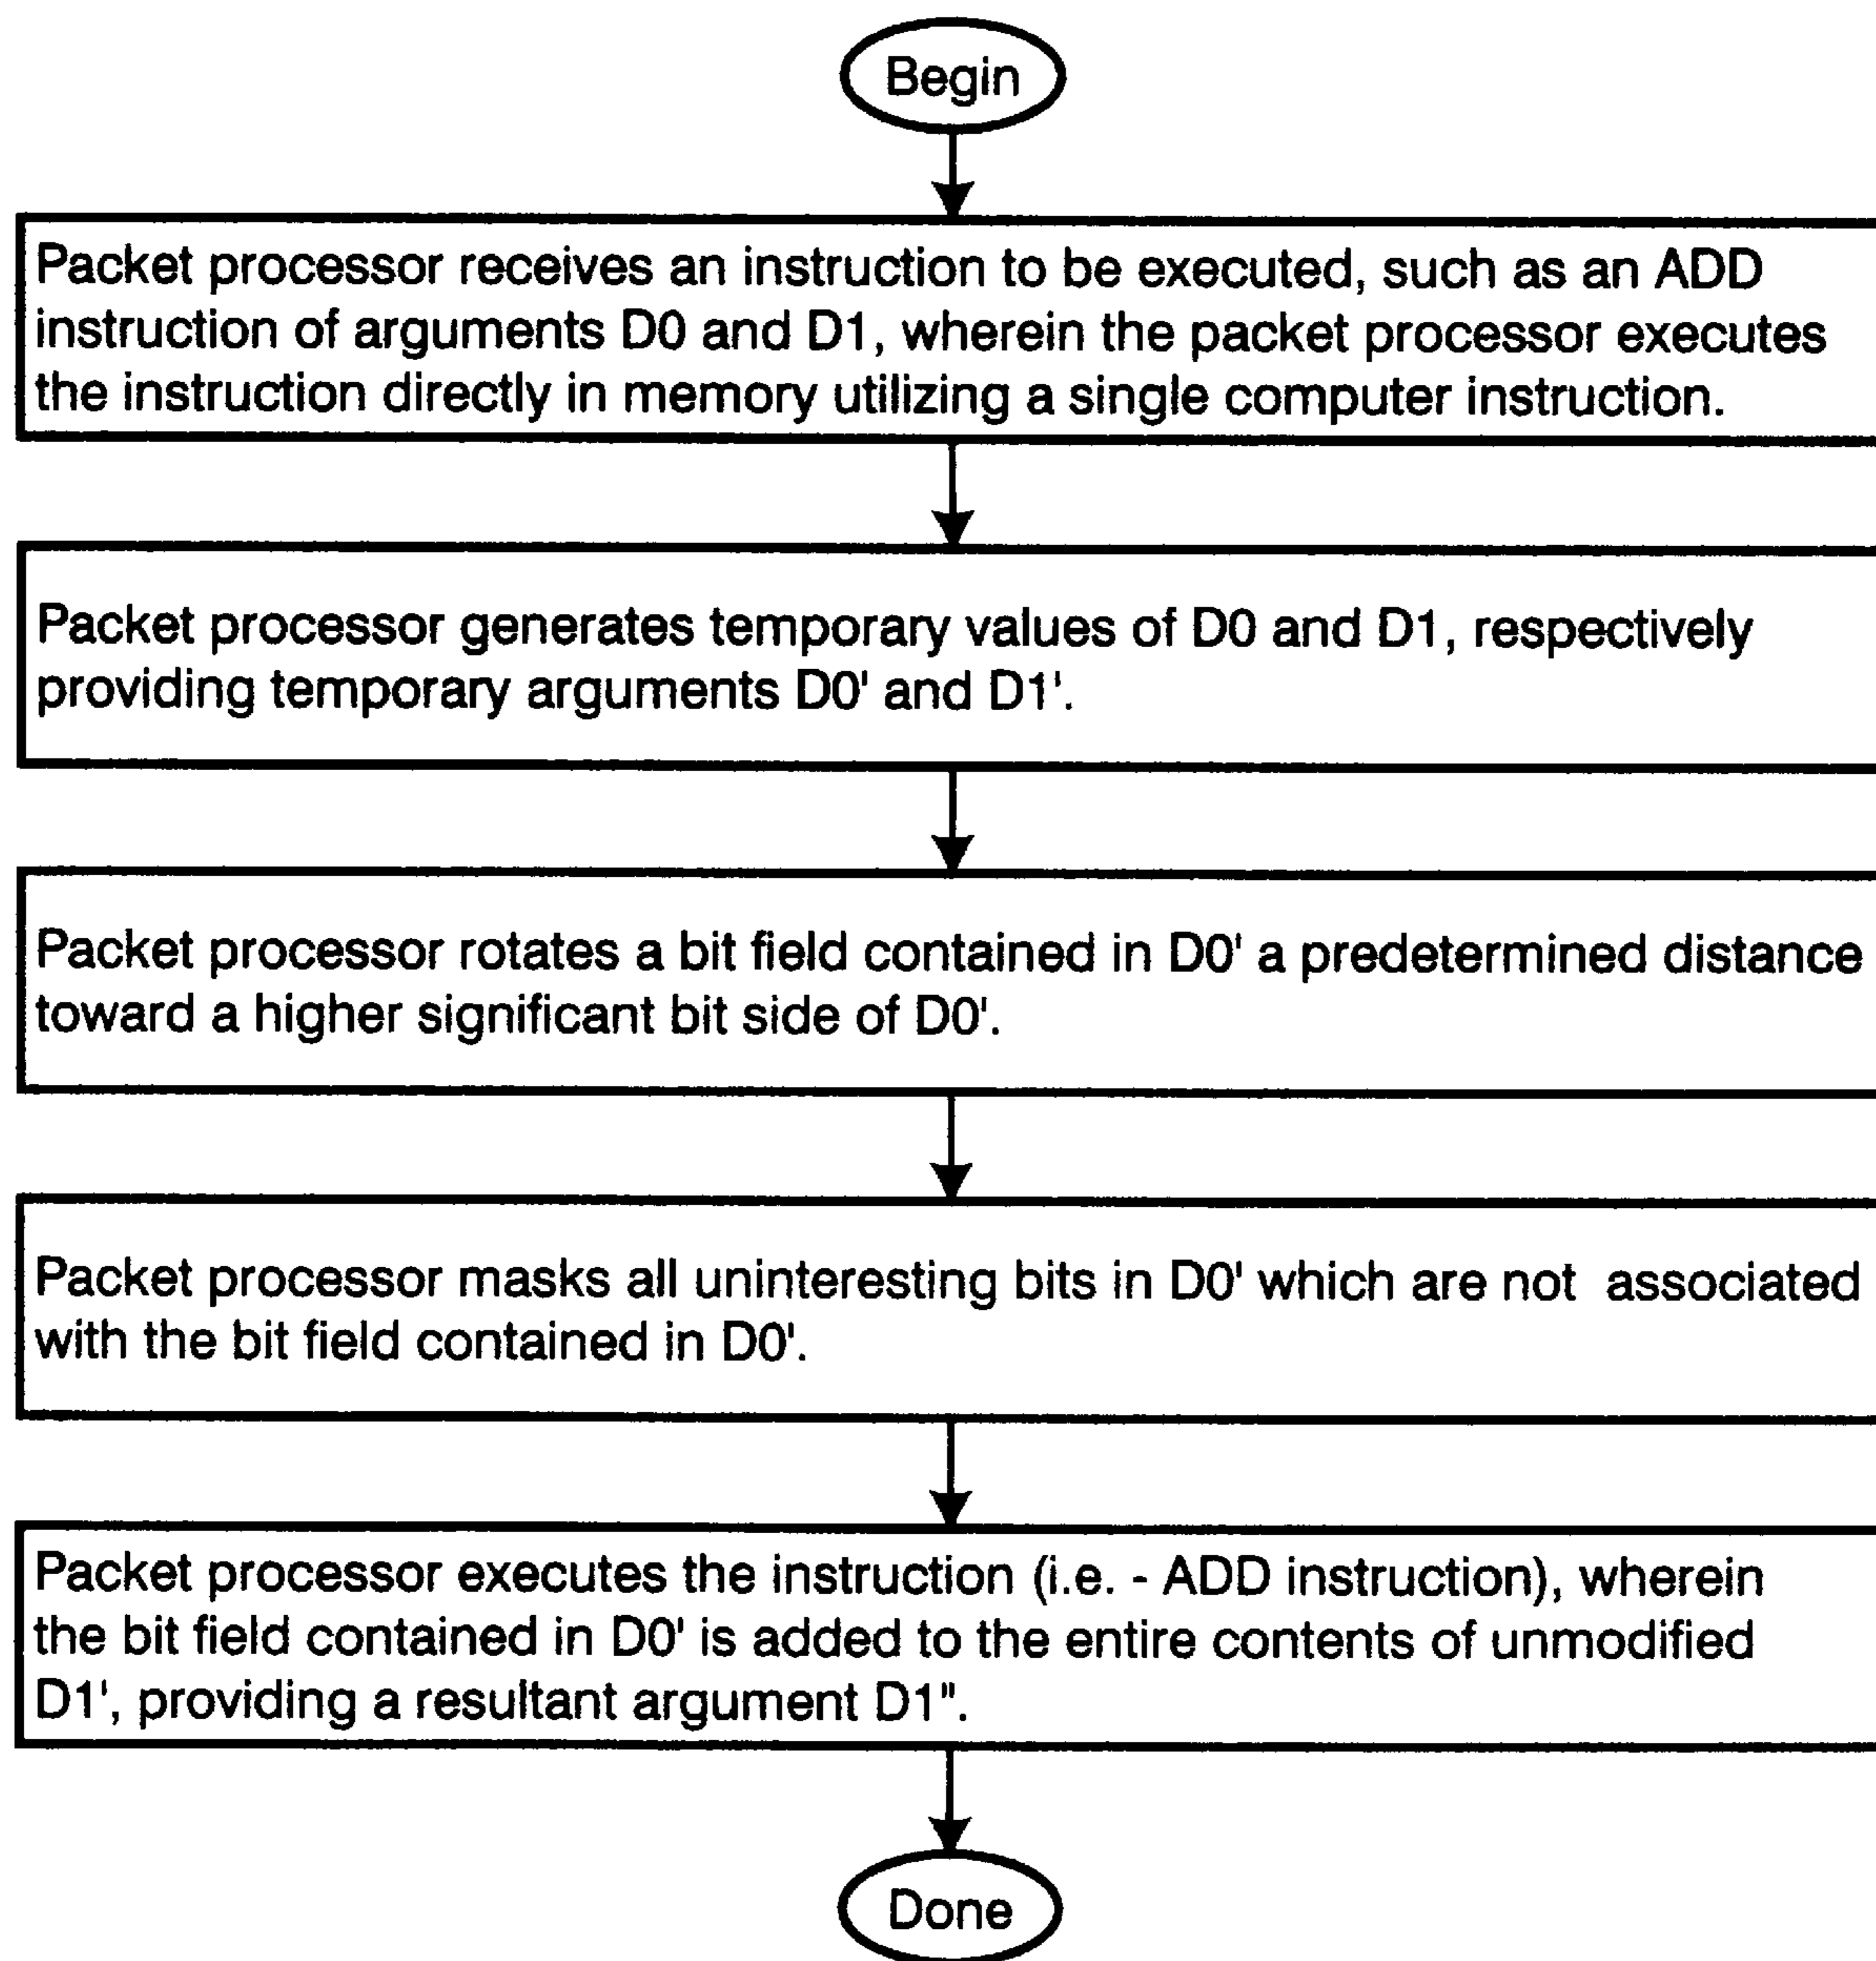 Begin
Packet processor receives an instruction to be executed, such as an ADD
instruction of arguments D0 and D1, wherein the packet processor executes
the instruction directly in memory utilizing a single computer instruction.
Packet processor generates temporary values of D0 and D1, respectively
providing temporary arguments D0' and D1'.
Packet processor rotates a bit field contained in D0' a predetermined distance
toward a higher significant bit side of D0'.
Packet processor masks all uninteresting bits in D0' which are not associated
with the bit field contained in D0'.
Packet processor executes the instruction (i.e. - ADD instruction), wherein
the bit field contained in D0' is added to the entire contents of unmodified
D1', providing a resultant argument D1".
Done